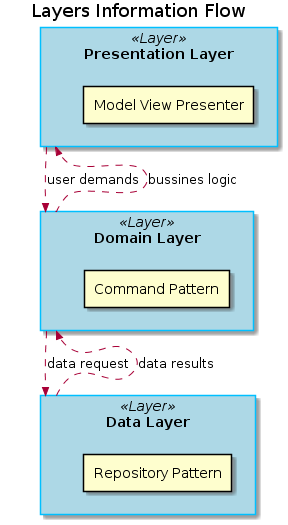 Layers Information Flow
«Layer»
Presentation Layer
Model View Presenter
user demands bussines logic
«Layer»
Domain Layer
Command Pattern
data request data results
«Layer»
Data Layer
Repository Pattern